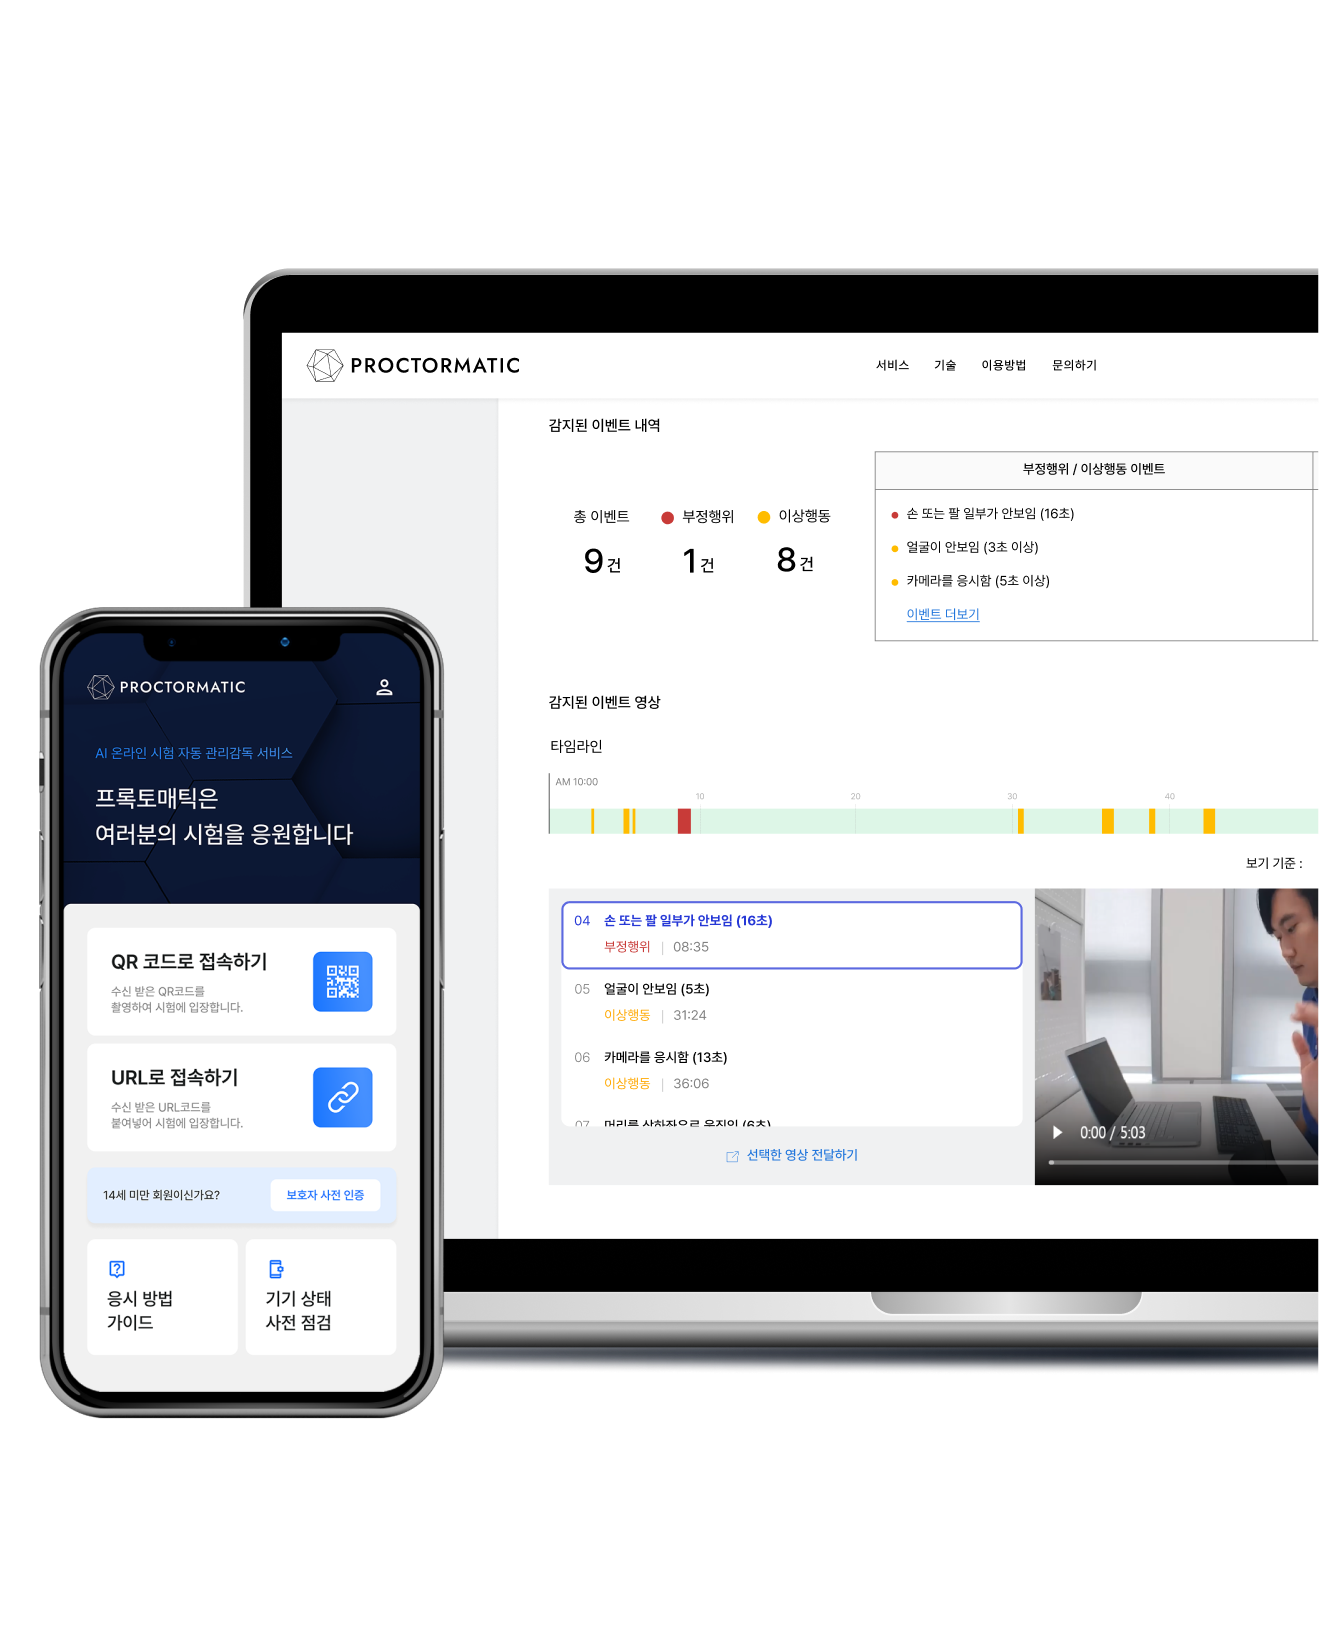 PROCTORMATIC
서비스 기술 이용방법 문의하기
감지된 이벤트 내역
총 이벤트 부정행위 이상행동
9건 1건 8건
부정행위 / 이상행동 이벤트
손 또는 팔 일부가 안보임 (16초)
얼굴이 안보임 (3초 이상)
카메라를 응시함 (5초 이상)
이벤트 더보기
감지된 이벤트 영상
타임라인
AM 10:00
10 20 30 40
보기 기준 :
04 손 또는 팔 일부가 안보임 (16초)
부정행위 | 08:35
05 얼굴이 안보임 (5초)
이상행동 | 31:24
06 카메라를 응시함 (13초)
이상행동 | 36:06
07 머리를 상하좌우로 움직임 (6초)
선택한 영상 전달하기
0:00 / 5:03
PROCTORMATIC
AI 온라인 시험 자동 관리감독 서비스
프록토매틱은
여러분의 시험을 응원합니다
QR 코드로 접속하기
수신 받은 QR코드를
촬영하여 시험에 입장합니다.
URL로 접속하기
수신 받은 URL코드를
붙여넣어 시험에 입장합니다.
14세 미만 회원이신가요?
보호자 사전 인증
응시 방법
가이드
기기 상태
사전 점검